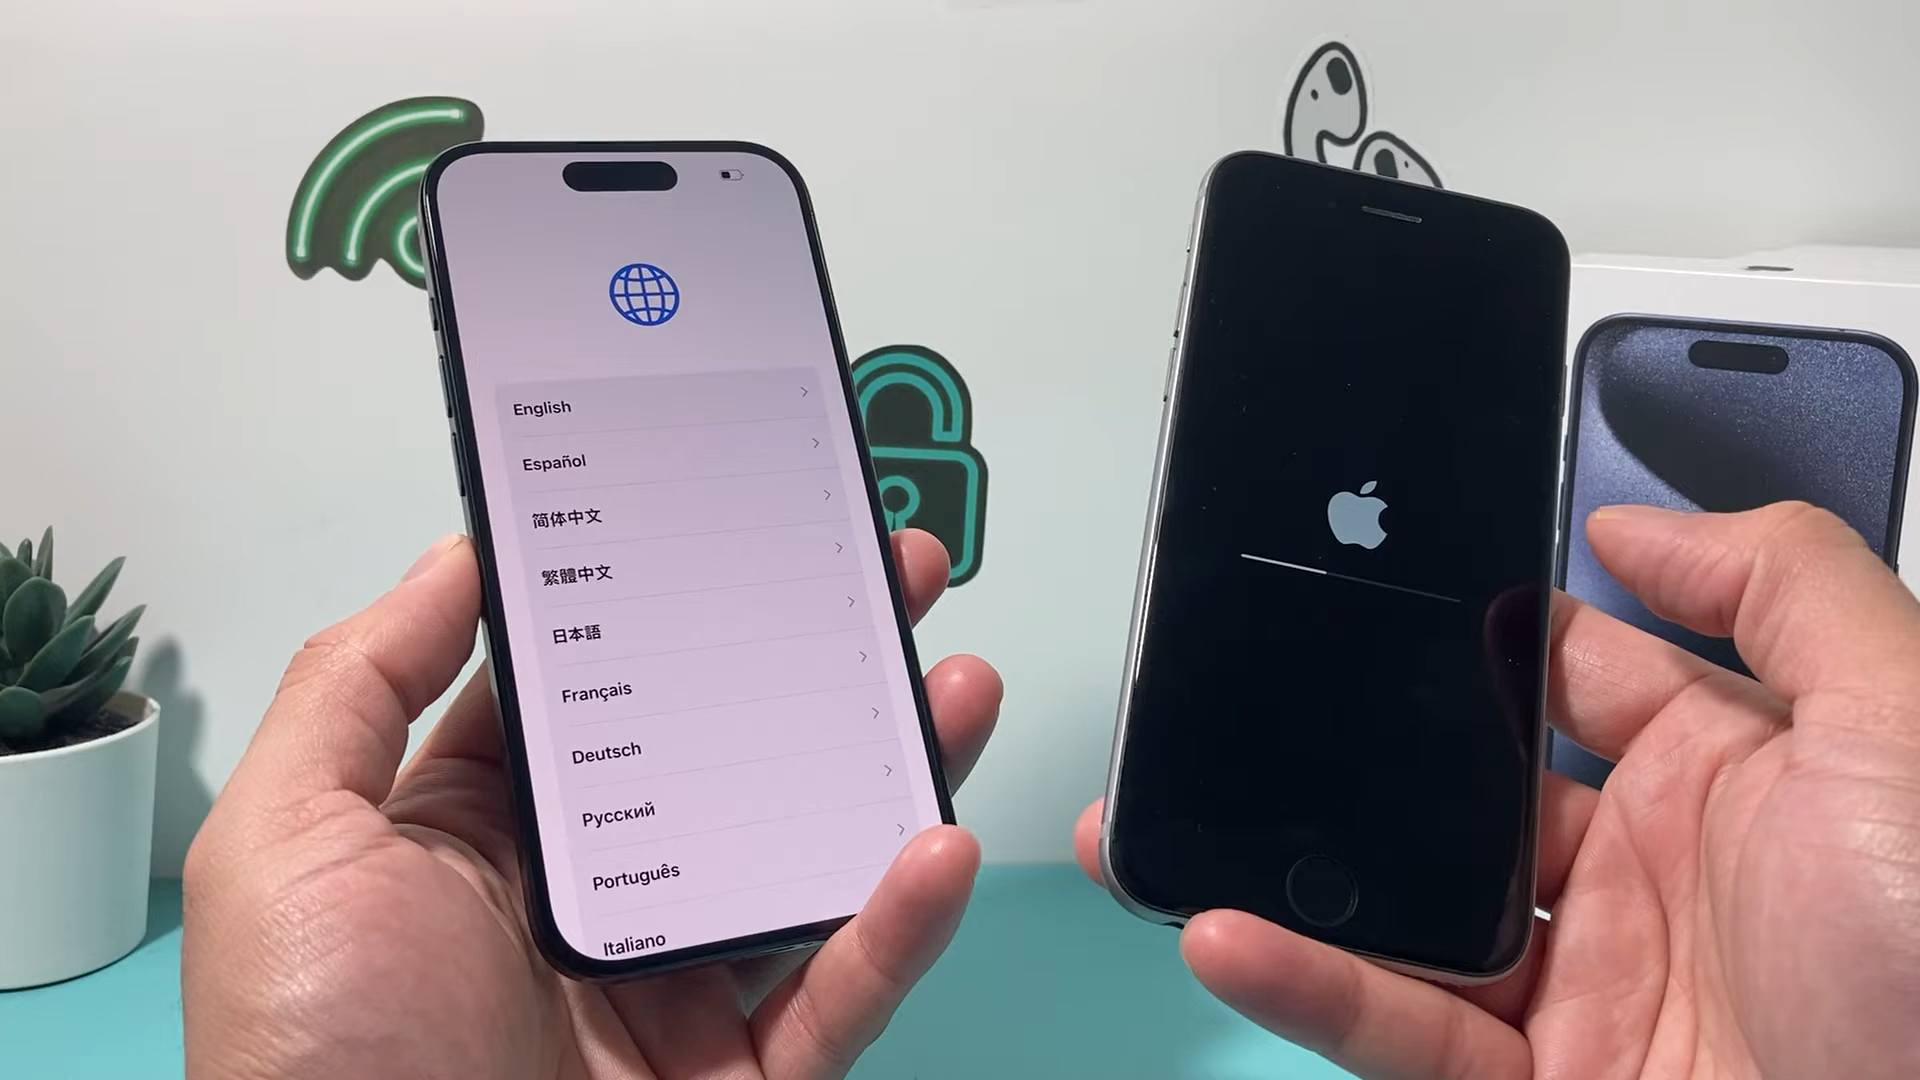 English
Español
简体中文
繁體中文
日本語
Français
Deutsch
Русский
Português
Italiano